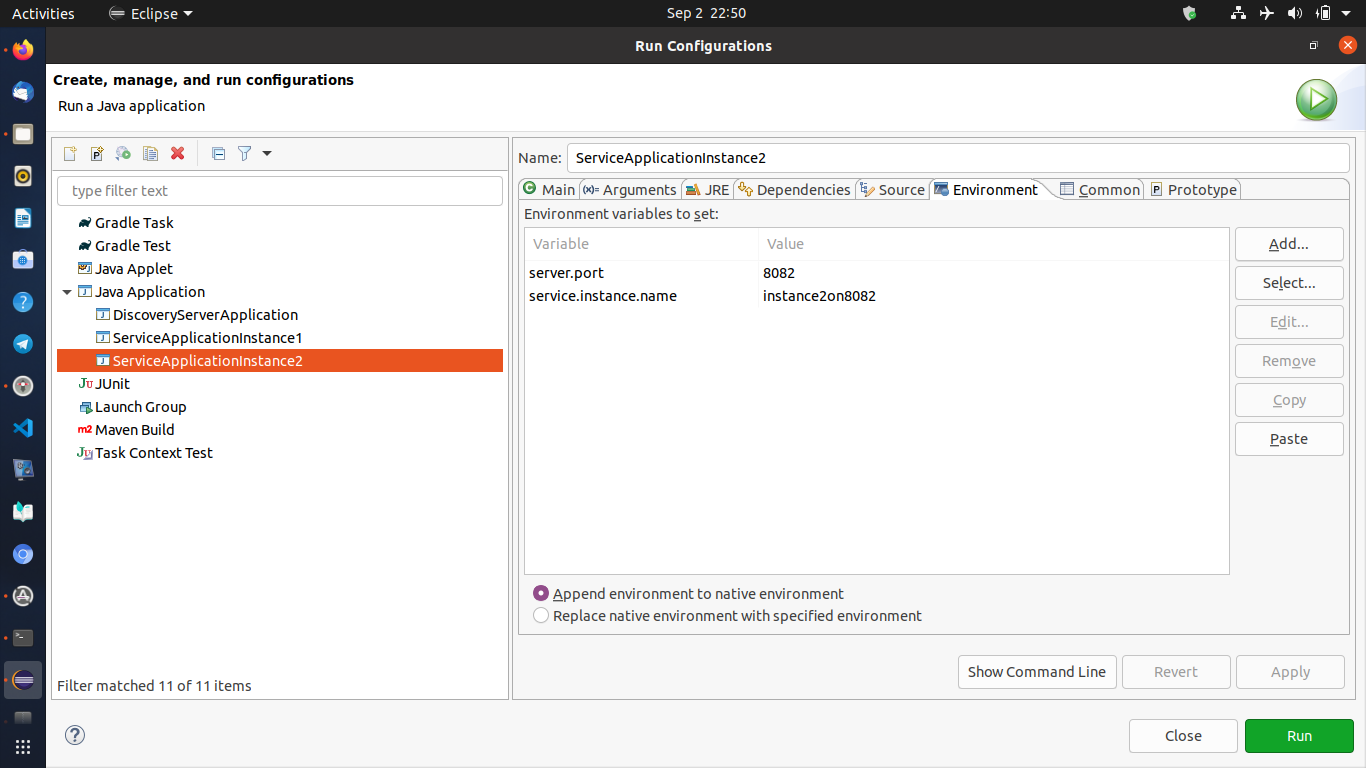 Activities Eclipse Sep 2 22:50
Run Configurations
Create, manage, and run configurations
Run a Java application
type filter text
Gradle Task
Gradle Test
Java Applet
Java Application
DiscoveryServerApplication
ServiceApplicationInstance1
ServiceApplicationInstance2
JUnit
Launch Group
Maven Build
Task Context Test
Filter matched 11 of 11 items
Name: ServiceApplicationInstance2
Main Arguments JRE Dependencies Source Environment Common Prototype
Environment variables to set:
Variable Value
server.port 8082
service.instance.name instance2on8082
Add...
Select...
Edit...
Remove
Copy
Paste
Append environment to native environment
Replace native environment with specified environment
Show Command Line Revert Apply
Close Run